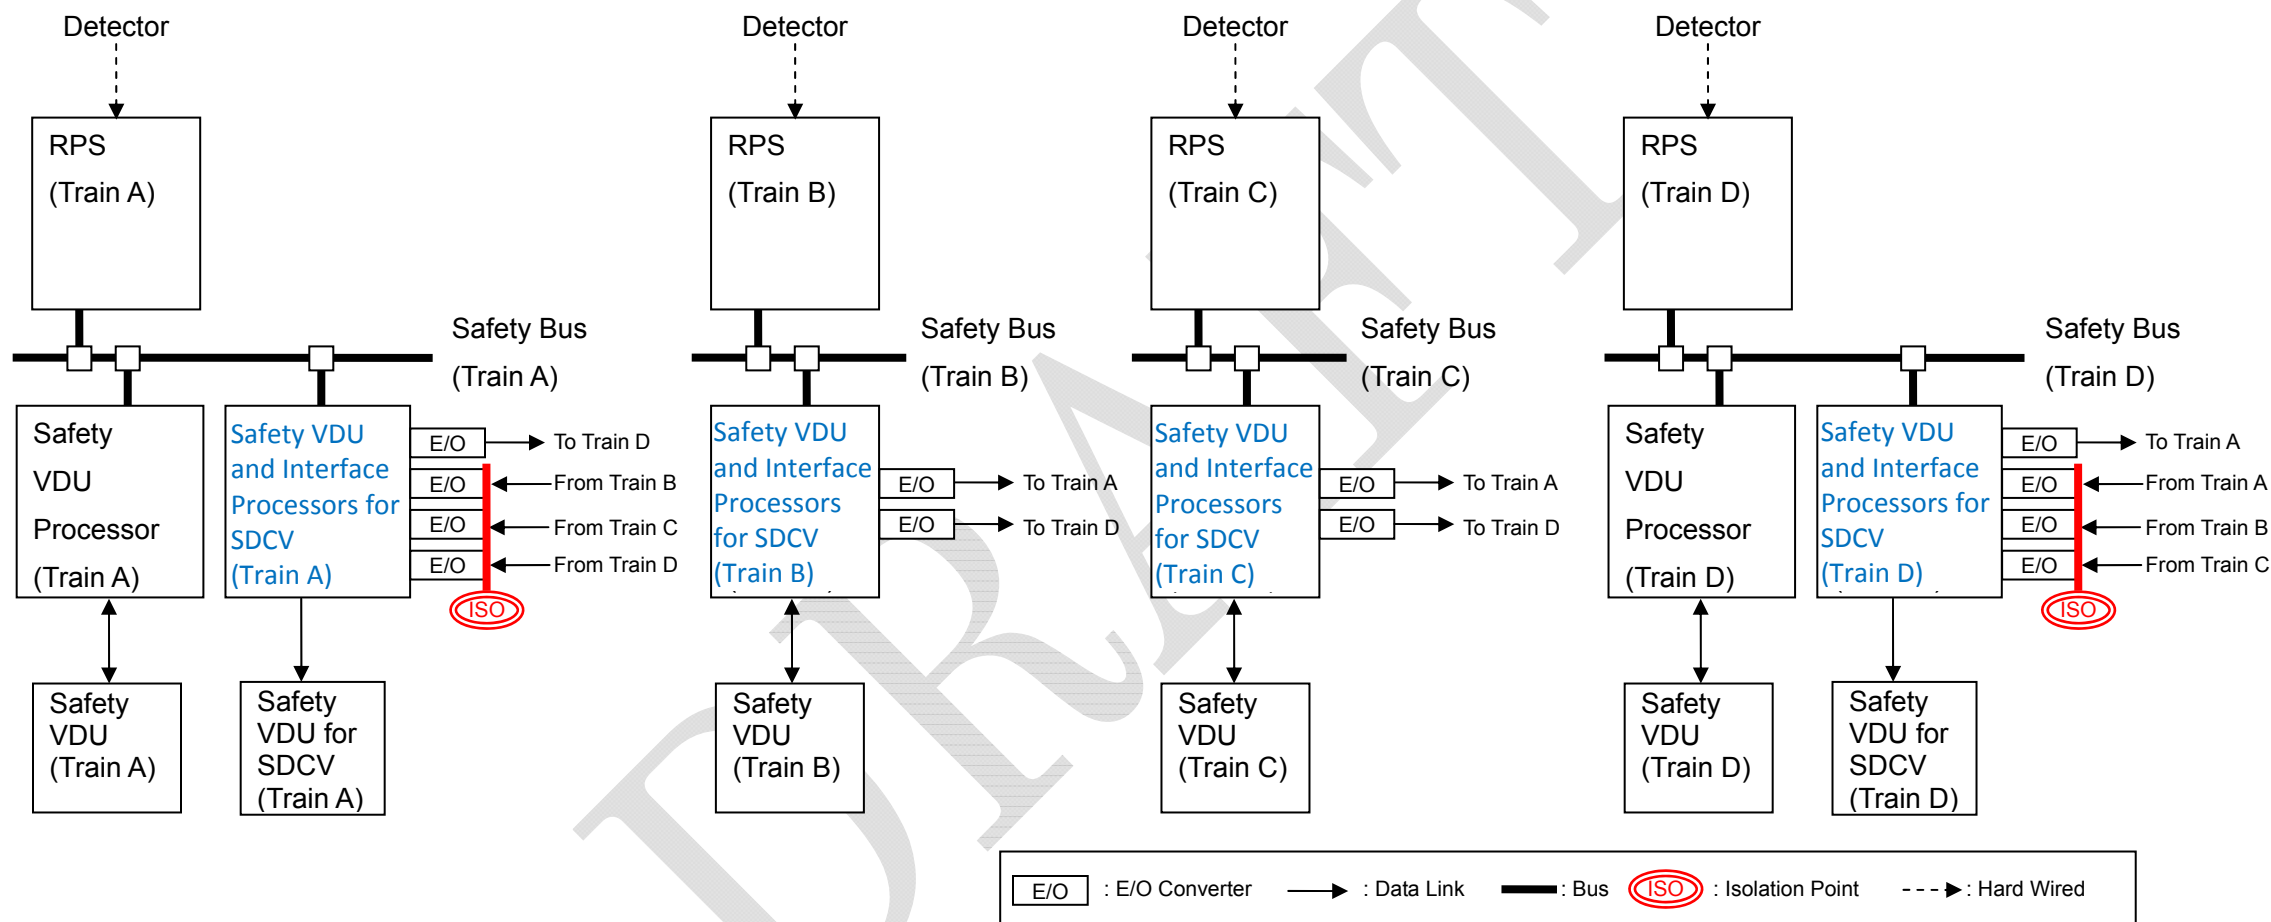 Detector
Detector
Detector
Detector
RPS
(Train A)
RPS
(Train B)
RPS
(Train C)
RPS
(Train D)
Safety Bus
(Train A)
Safety Bus
(Train B)
Safety Bus
(Train C)
Safety Bus
(Train D)
Safety
VDU
Processor
(Train A)
Safety VDU
and Interface
Processors for
SDCV
(Train A)
E/O
To Train D
E/O
From Train B
E/O
From Train C
E/O
From Train D
ISO
Safety VDU
and Interface
Processors
for SDCV
(Train B)
E/O
To Train A
E/O
To Train D
Safety VDU
and Interface
Processors
for SDCV
(Train C)
E/O
To Train A
E/O
To Train D
Safety
VDU
Processor
(Train D)
Safety VDU
and Interface
Processors for
SDCV
(Train D)
E/O
To Train A
E/O
From Train A
E/O
From Train B
E/O
From Train C
ISO
Safety
VDU
(Train A)
Safety
VDU for
SDCV
(Train A)
Safety
VDU
(Train B)
Safety
VDU
(Train C)
Safety
VDU
(Train D)
Safety
VDU for
SDCV
(Train D)
DRAFT
E/O : E/O Converter : Data Link : Bus ISO : Isolation Point : Hard Wired